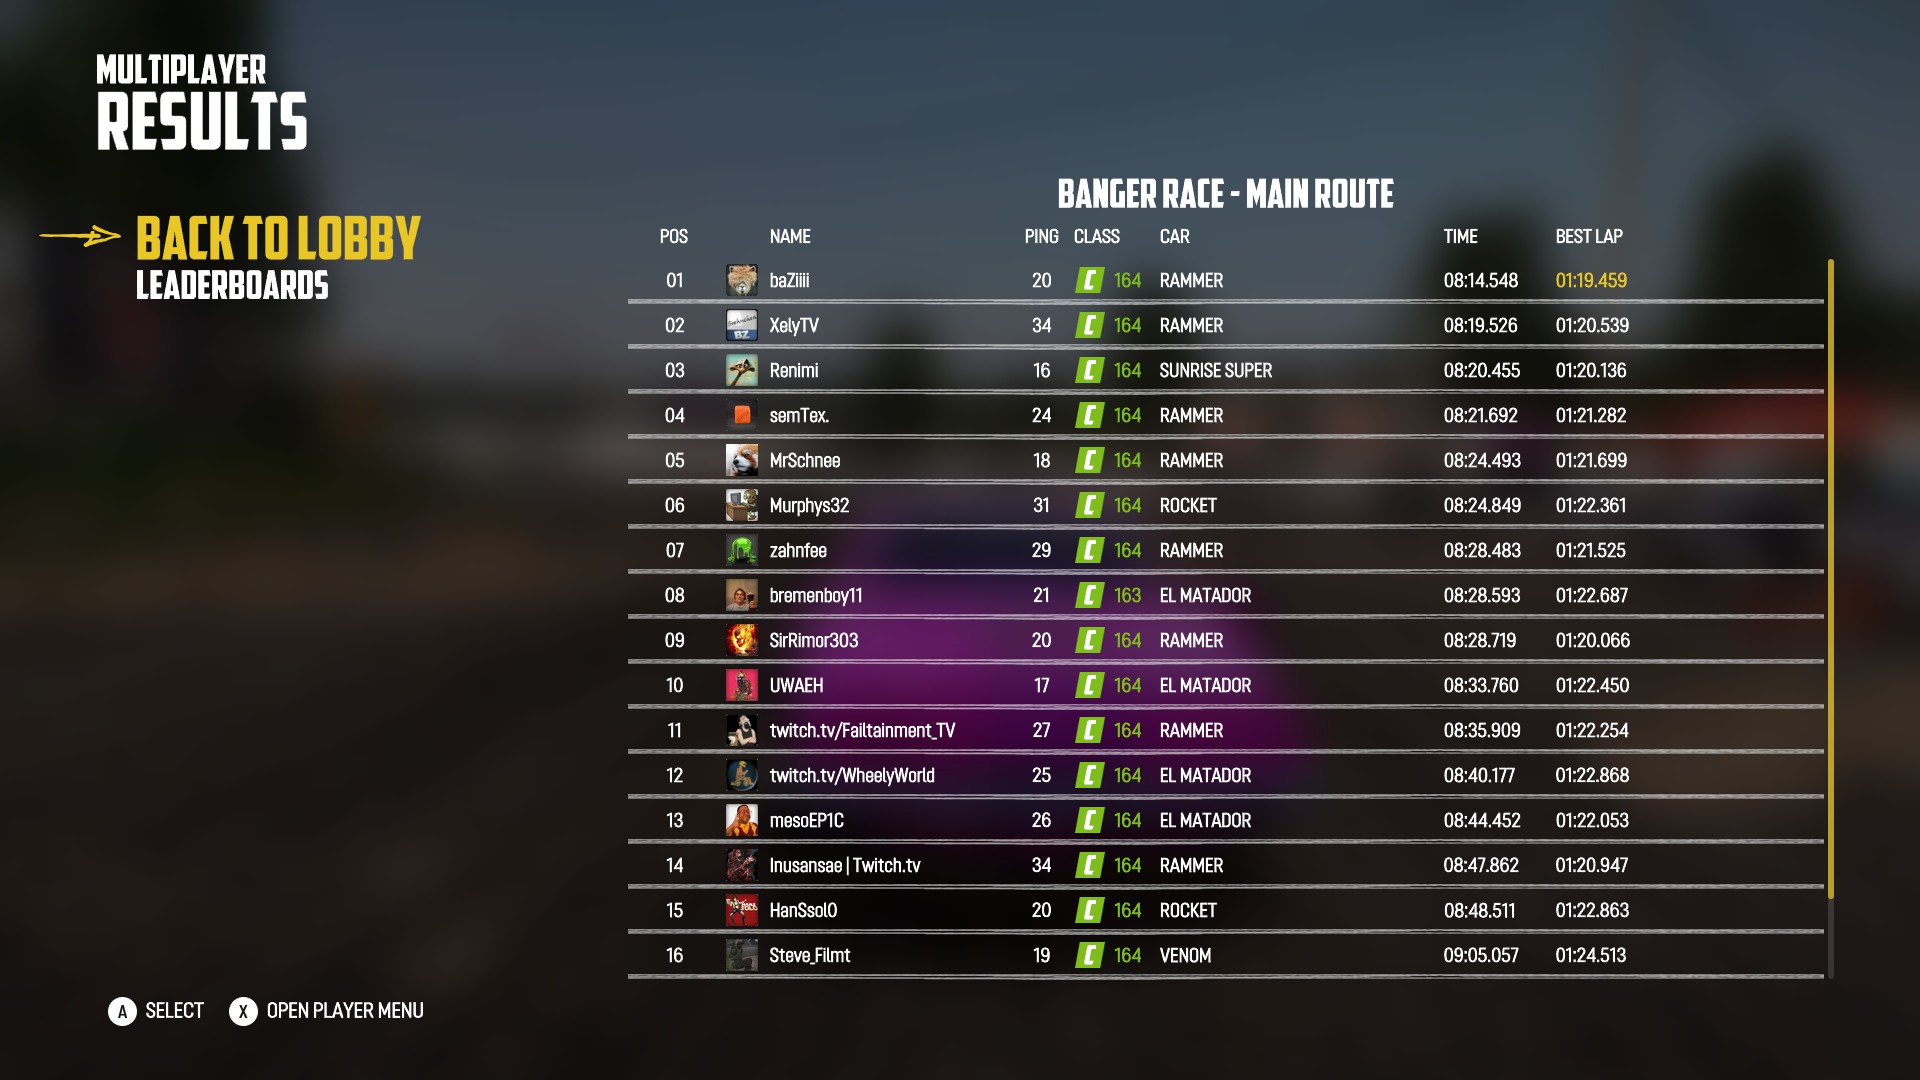 MULTIPLAYER
RESULTS
BACK TO LOBBY
LEADERBOARDS
BANGER RACE - MAIN ROUTE
POS NAME PING CLASS CAR TIME BEST LAP
01 baZiiii 20 C 164 RAMMER 08:14.548 01:19.459
02 XelyTV 34 C 164 RAMMER 08:19.526 01:20.539
03 Renimi 16 C 164 SUNRISE SUPER 08:20.455 01:20.136
04 semTex. 24 C 164 RAMMER 08:21.692 01:21.282
05 MrSchnee 18 C 164 RAMMER 08:24.493 01:21.699
06 Murphys32 31 C 164 ROCKET 08:24.849 01:22.361
07 zahnfee 29 C 164 RAMMER 08:28.483 01:21.525
08 bremenboy11 21 C 163 EL MATADOR 08:28.593 01:22.687
09 SirRimor303 20 C 164 RAMMER 08:28.719 01:20.066
10 UWAEH 17 C 164 EL MATADOR 08:33.760 01:22.450
11 twitch.tv/Failtainment_TV 27 C 164 RAMMER 08:35.909 01:22.254
12 twitch.tv/WheelyWorld 25 C 164 EL MATADOR 08:40.177 01:22.868
13 mesoEP1C 26 C 164 EL MATADOR 08:44.452 01:22.053
14 Inusansae | Twitch.tv 34 C 164 RAMMER 08:47.862 01:20.947
15 HanSsolO 20 C 164 ROCKET 08:48.511 01:22.863
16 Steve_Filmt 19 C 164 VENOM 09:05.057 01:24.513
A SELECT X OPEN PLAYER MENU